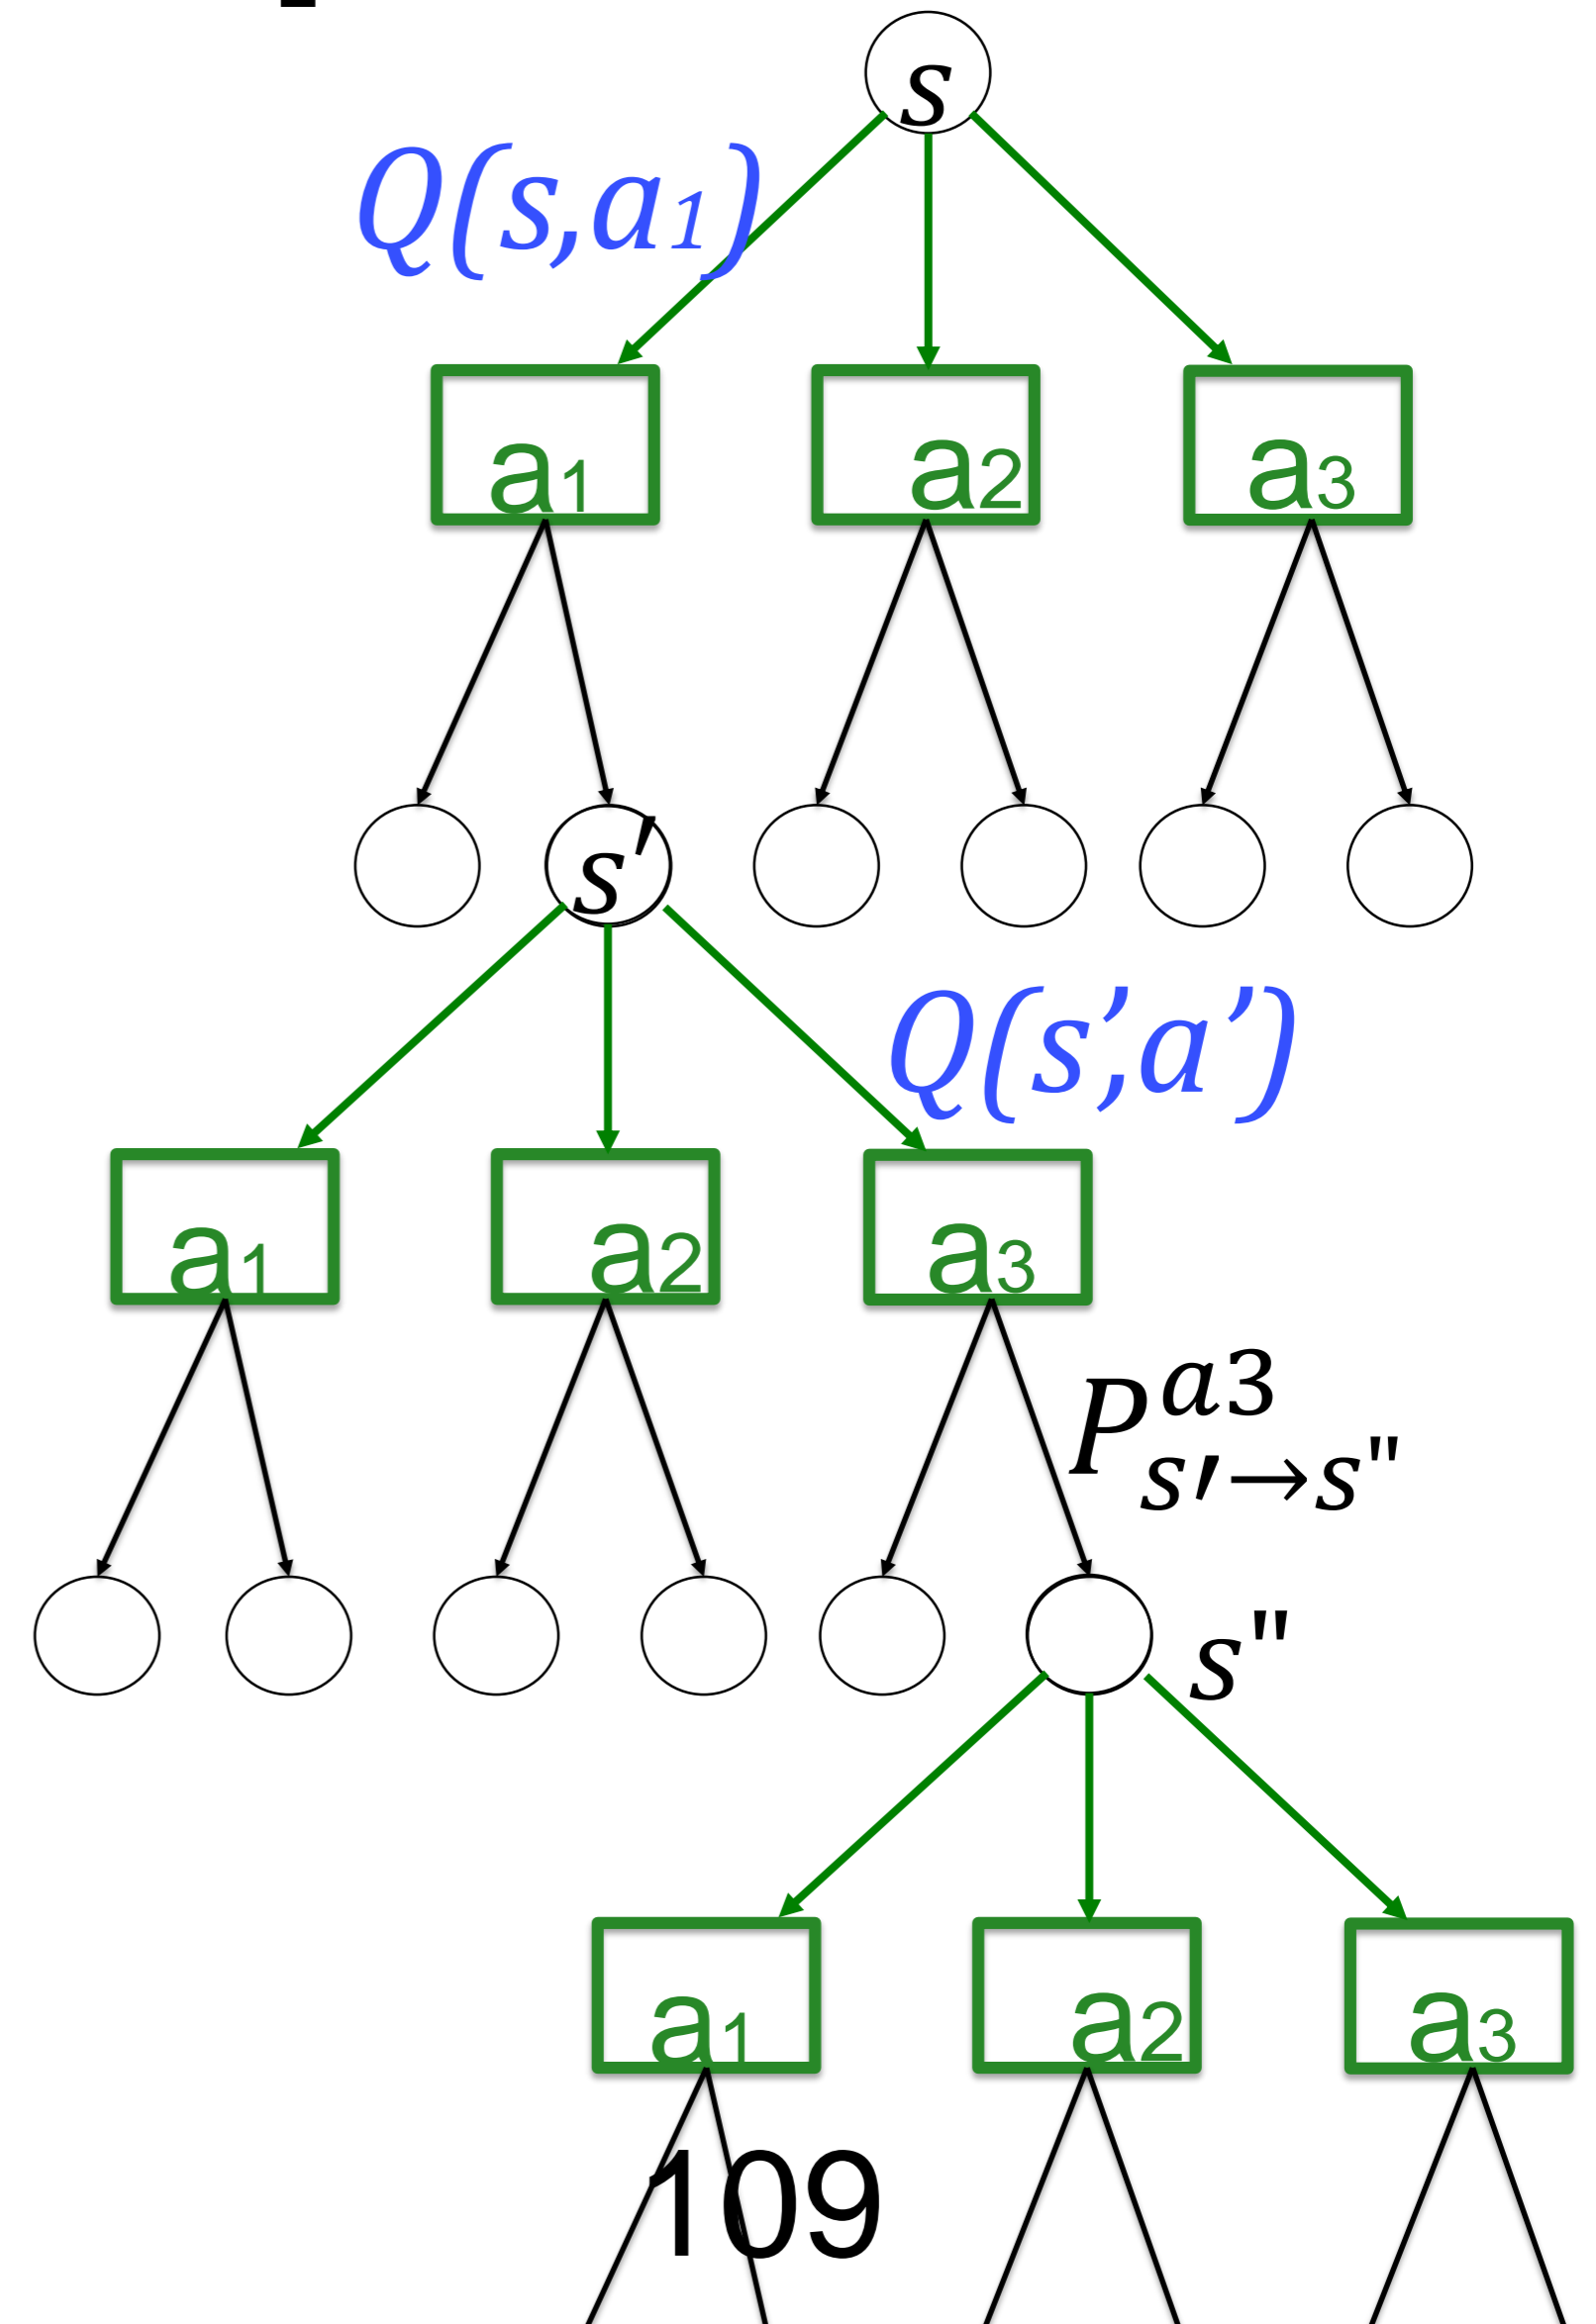 s
Q(s,a1)
a1
a2
a3
s'
Q(s',a')
a1
a2
a3
P^{a3}_{s'→s"}
s"
a1
a2
a3
109